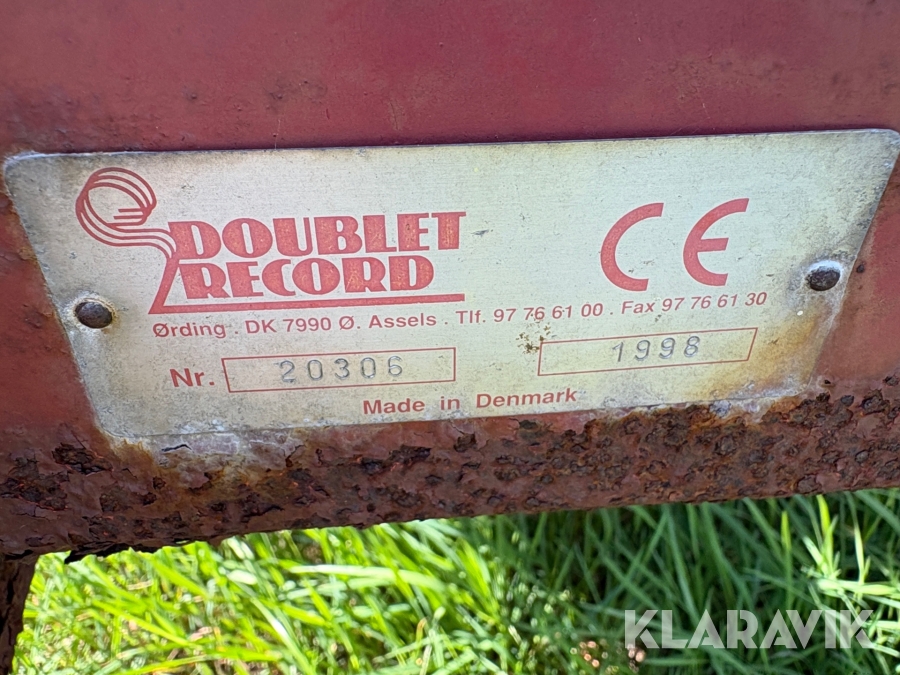 DOUBLET
RECORD
CE
Ørding . DK 7990 Ø. Assels . Tlf. 97 76 61 00 . Fax 97 76 61 30
Nr. 20306 1998
Made in Denmark
KLARAVIK